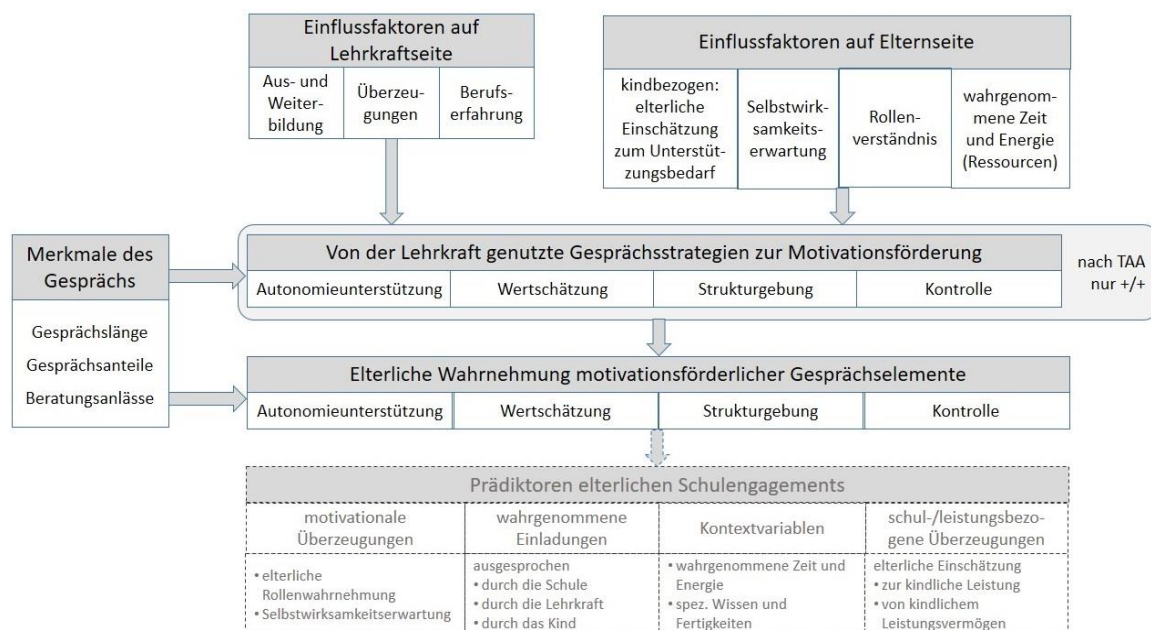 Einflussfaktoren auf
Lehrkraftseite
Aus- und
Weiter-
bildung
Überzeu-
gungen
Berufs-
erfahrung
Einflussfaktoren auf Elternseite
kindbezogen:
elterliche
Einschätzung
zum Unterstüt-
zungsbedarf
Selbstwirk-
samkeits-
erwartung
Rollen-
verständnis
wahrgenom-
mene Zeit
und Energie
(Ressourcen)
Merkmale des
Gesprächs
Gesprächslänge
Gesprächsanteile
Beratungsanlässe
Von der Lehrkraft genutzte Gesprächsstrategien zur Motivationsförderung
Autonomieunterstützung
Wertschätzung
Strukturgebung
Kontrolle
nach TAA
nur +/+
Elterliche Wahrnehmung motivationsförderlicher Gesprächselemente
Autonomieunterstützung
Wertschätzung
Strukturgebung
Kontrolle
Prädiktoren elterlichen Schulengagements
motivationale
Überzeugungen
• elterliche
Rollenwahrnehmung
• Selbstwirksamkeitserwartung
wahrgenommene
Einladungen
ausgesprochen
• durch die Schule
• durch die Lehrkraft
• durch das Kind
Kontextvariablen
• wahrgenommene Zeit und
Energie
• spez. Wissen und
Fertigkeiten
schul-/leistungsbezo-
gene Überzeugungen
elterliche Einschätzung
• zur kindliche Leistung
• von kindlichem
Leistungsvermögen